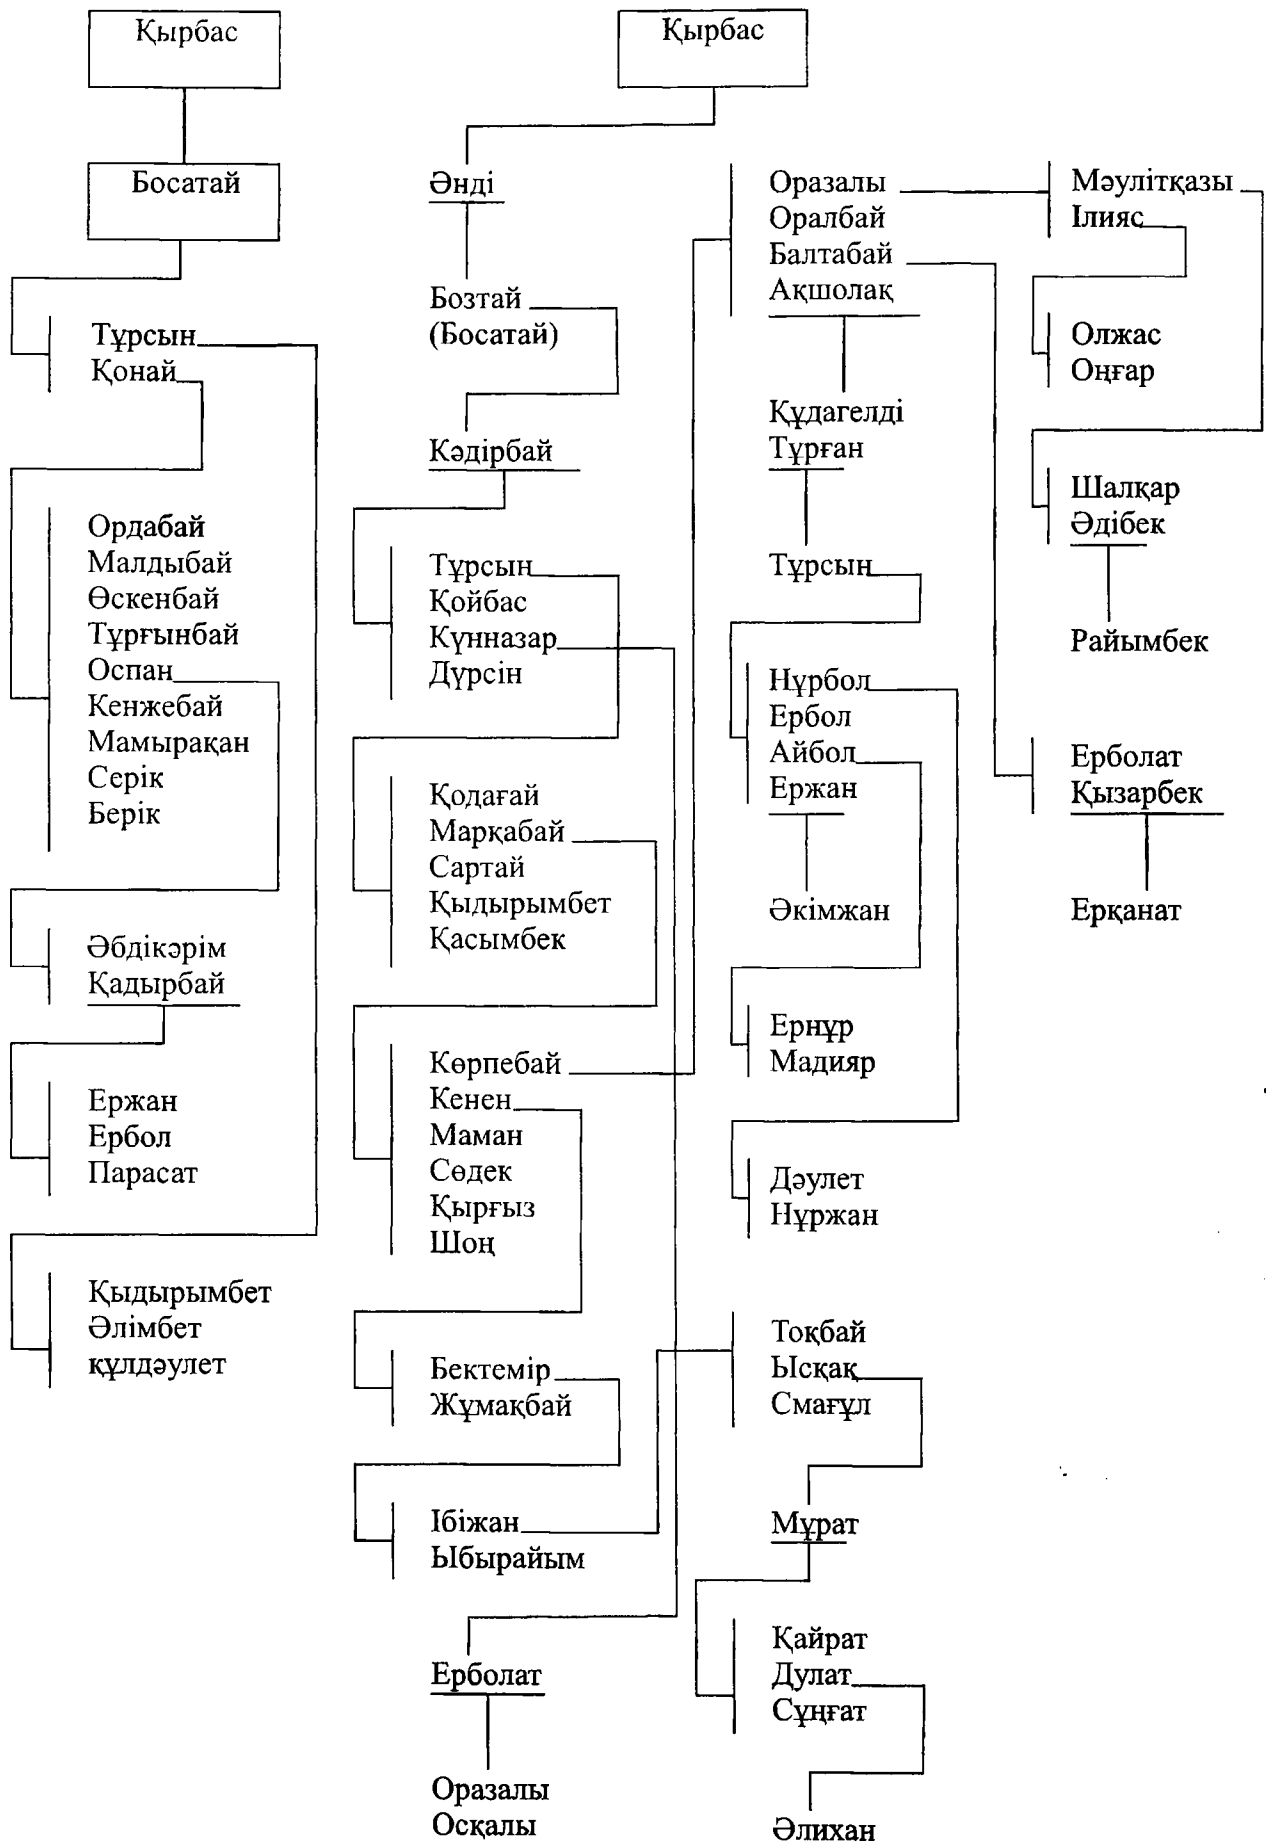 Қырбас
Босатай
Тұрсын
Қонай
Ордабай
Малдыбай
Өскенбай
Тұрғынбай
Оспан
Кенжебай
Мамырақан
Серік
Берік
Әбдікәрім
Қадырбай
Ержан
Ербол
Парасат
Қыдырымбет
Әлімбет
құлдәулет
Қырбас
Әнді
Бозтай
(Босатай)
Кәдірбай
Тұрсын
Қойбас
Күнназар
Дүрсін
Қодағай
Марқабай
Сартай
Қыдырымбет
Қасымбек
Көрпебай
Кенен
Маман
Сөдек
Қырғыз
Шоң
Бектемір
Жұмақбай
Ібіжан
Ыбырайым
Ерболат
Оразалы
Осқалы
Оразалы
Оралбай
Балтабай
Ақшолақ
Құдагелді
Тұрған
Тұрсын
Нұрбол
Ербол
Айбол
Ержан
Әкімжан
Ернұр
Мадияр
Дәулет
Нұржан
Тоқбай
Ысқақ
Смағұл
Мұрат
Қайрат
Дулат
Сұңғат
Әлихан
Мәулітқазы
Ілияс
Олжас
Оңғар
Шалқар
Әдібек
Райымбек
Ерболат
Қызарбек
Ерқанат